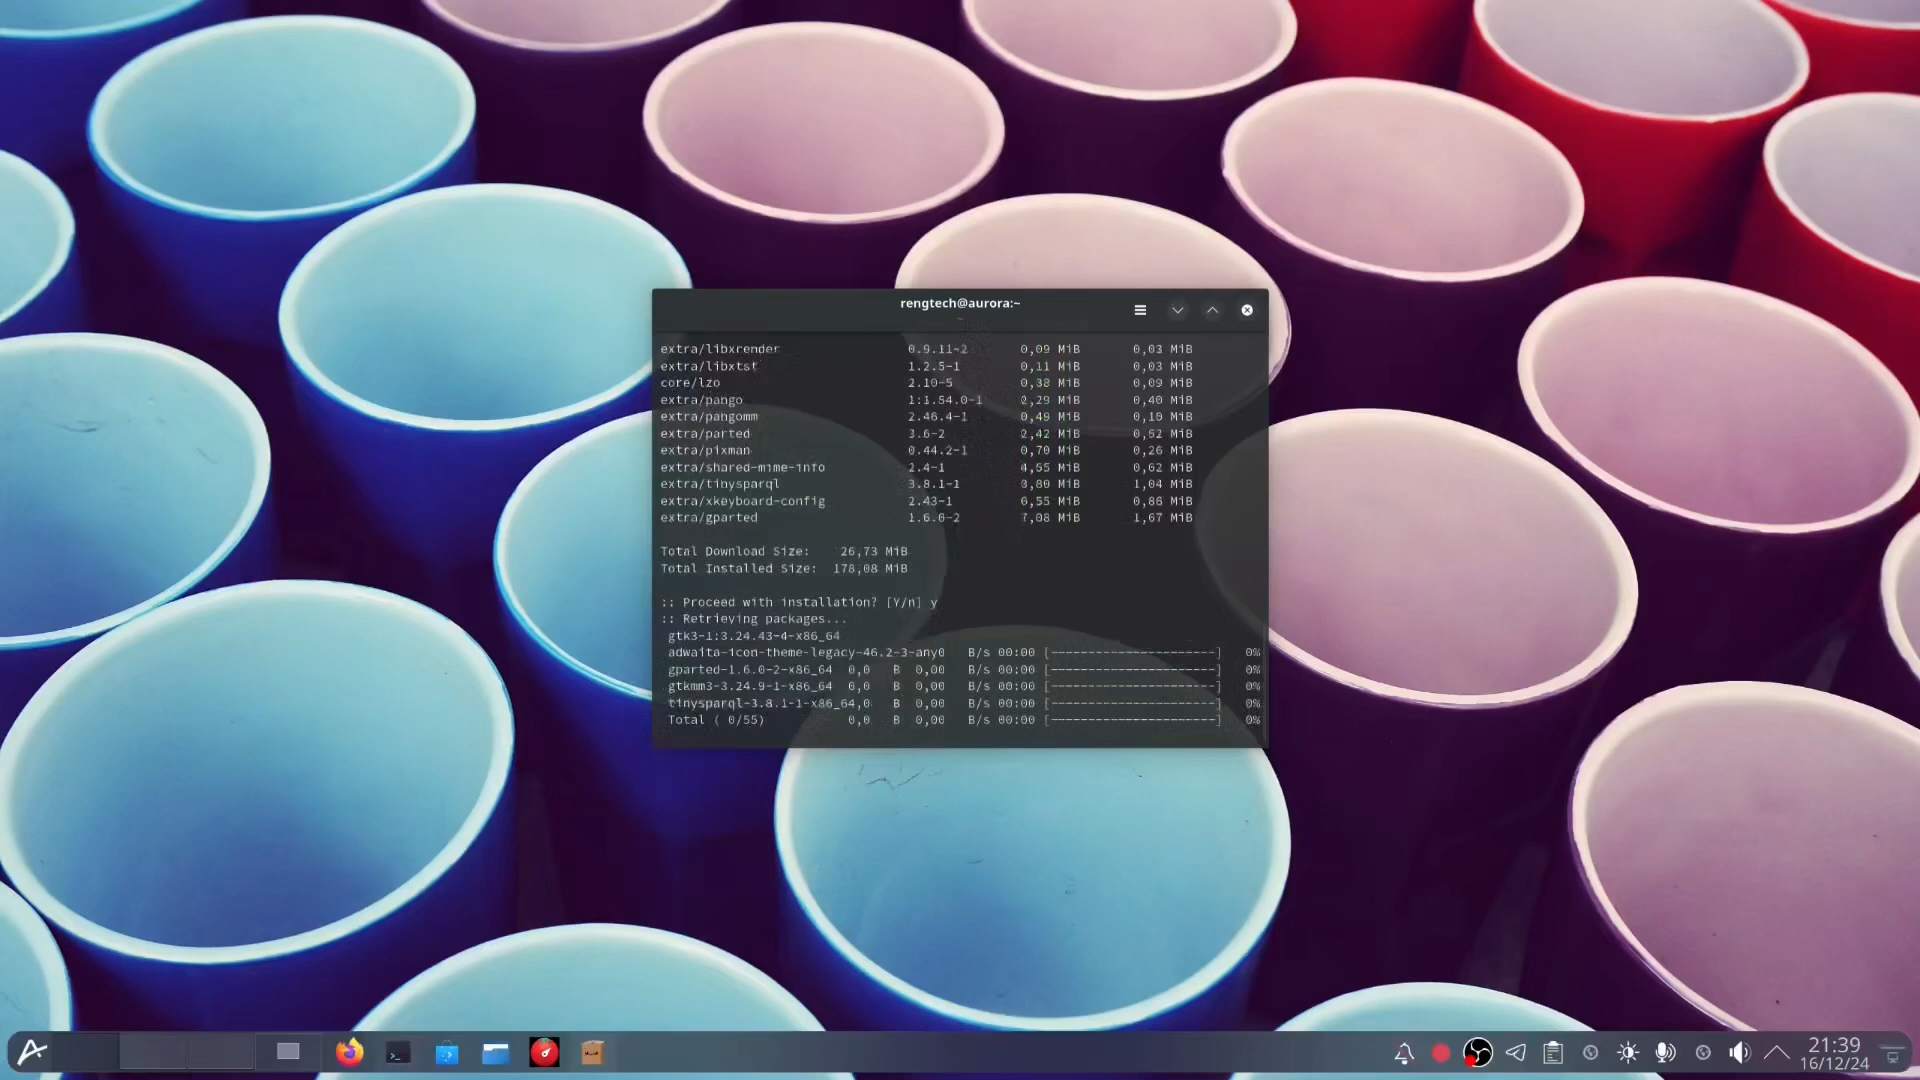 rengtech@aurora:~
extra/libxrender 0.9.11-2 0,09 MiB 0,03 MiB
extra/libxtst 1.2.5-1 0,11 MiB 0,03 MiB
core/lzo 2.10-5 0,38 MiB 0,09 MiB
extra/pango 1:1.54.0-1 2,29 MiB 0,40 MiB
extra/pangomm 2.46.4-1 0,49 MiB 0,10 MiB
extra/parted 3.6-2 2,42 MiB 0,52 MiB
extra/pixman 0.44.2-1 0,70 MiB 0,26 MiB
extra/shared-mime-info 2.4-1 4,55 MiB 0,62 MiB
extra/tinysparql 3.8.1-1 3,80 MiB 1,04 MiB
extra/xkeyboard-config 2.43-1 6,55 MiB 0,86 MiB
extra/gparted 1.6.0-2 7,08 MiB 1,67 MiB
Total Download Size: 26,73 MiB
Total Installed Size: 178,08 MiB
:: Proceed with installation? [Y/n] y
:: Retrieving packages...
gtk3-1:3.24.43-4-x86_64
adwaita-icon-theme-legacy-46.2-3-any0 B/s 00:00 [----------------------] 0%
gparted-1.6.0-2-x86_64 0,0 B 0,00 B/s 00:00 [----------------------] 0%
gtkmm3-3.24.9-1-x86_64 0,0 B 0,00 B/s 00:00 [----------------------] 0%
tinysparql-3.8.1-1-x86_64,0 B 0,00 B/s 00:00 [----------------------] 0%
Total ( 0/55) 0,0 B 0,00 B/s 00:00 [----------------------] 0%
21:39
16/12/24